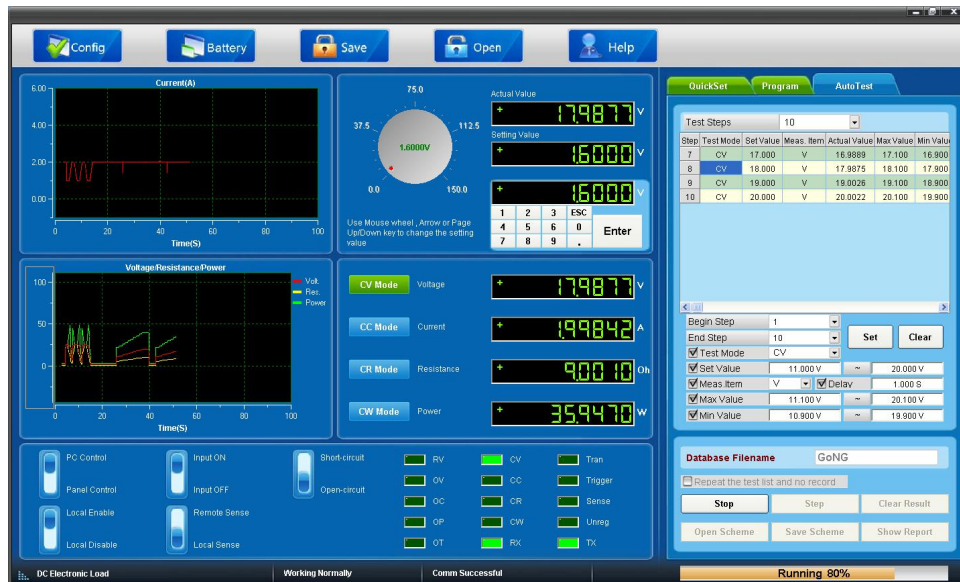 Config
Battery
Save
Open
Help
Current(A)
6.00
4.00
2.00
0.00
0 20 40 60 80 100
Time(S)
75.0
37.5
112.5
1.6000V
0.0
150.0
Use Mouse wheel , Arrow or Page
Up/Down key to change the setting
value
Actual Value
+ 17.9877 V
Setting Value
+ 1.6000 V
+ 1.6000 V
1 2 3 ESC
4 5 6 0
7 8 9 .
Enter
Voltage/Resistance/Power
100
50
0
Volt.
Res.
Power
0 20 40 60 80 100
Time(S)
CV Mode Voltage + 17.9877 V
CC Mode Current + 1.99842 A
CR Mode Resistance + 9.0010 Oh
CW Mode Power + 35.9470 W
PC Control
Panel Control
Input ON
Input OFF
Short-circuit
Open-circuit
Local Enable
Local Disable
Remote Sense
Local Sense
RV CV Tran
OV CC Trigger
OC CR Sense
OP CW Unreg
OT RX TX
QuickSet Program AutoTest
Test Steps 10
Step Test Mode Set Value Meas. Item Actual Value Max Value Min Valu
7 CV 17.000 V 16.9889 17.100 16.900
8 CV 18.000 V 17.9875 18.100 17.900
9 CV 19.000 V 19.0026 19.100 18.900
10 CV 20.000 V 20.0022 20.100 19.900
Begin Step 1
End Step 10
Set Clear
Test Mode CV
Set Value 11.000 V ~ 20.000 V
Meas.Item V Delay 1.000 S
Max Value 11.100 V ~ 20.100 V
Min Value 10.900 V ~ 19.900 V
Database Filename GoNG
Repeat the test list and no record
Stop Step Clear Result
Open Scheme Save Scheme Show Report
DC Electronic Load Working Normally Comm Successful Running 80%